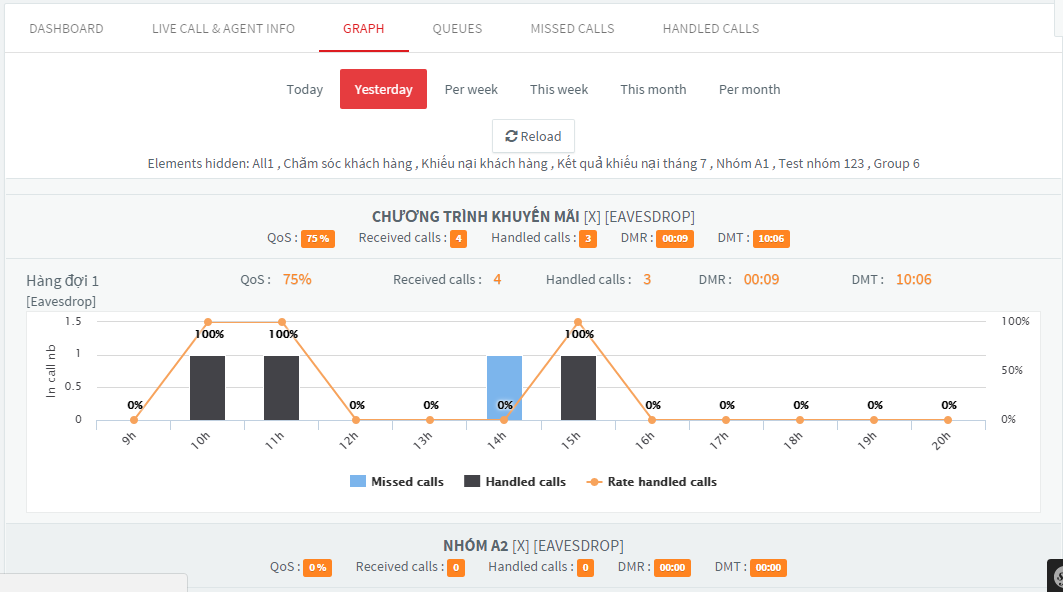 DASHBOARD LIVE CALL & AGENT INFO GRAPH QUEUES MISSED CALLS HANDLED CALLS
Today Yesterday Per week This week This month Per month
Reload
Elements hidden: All1 , Chăm sóc khách hàng , Khiếu nại khách hàng , Kết quả khiếu nại tháng 7 , Nhóm A1 , Test nhóm 123 , Group 6
CHƯƠNG TRÌNH KHUYẾN MÃI [X] [EAVESDROP]
QoS : 75 % Received calls : 4 Handled calls : 3 DMR : 00:09 DMT : 10:06
Hàng đợi 1 QoS : 75% Received calls : 4 Handled calls : 3 DMR : 00:09 DMT : 10:06
[Eavesdrop]
1.5 100%
100% 100% 100%
1
In call nb
50%
0.5
0% 0% 0% 0% 0% 0% 0% 0% 0%
0 0%
9h 10h 11h 12h 13h 14h 15h 16h 17h 18h 19h 20h
Missed calls Handled calls Rate handled calls
NHÓM A2 [X] [EAVESDROP]
QoS : 0 % Received calls : 0 Handled calls : 0 DMR : 00:00 DMT : 00:00